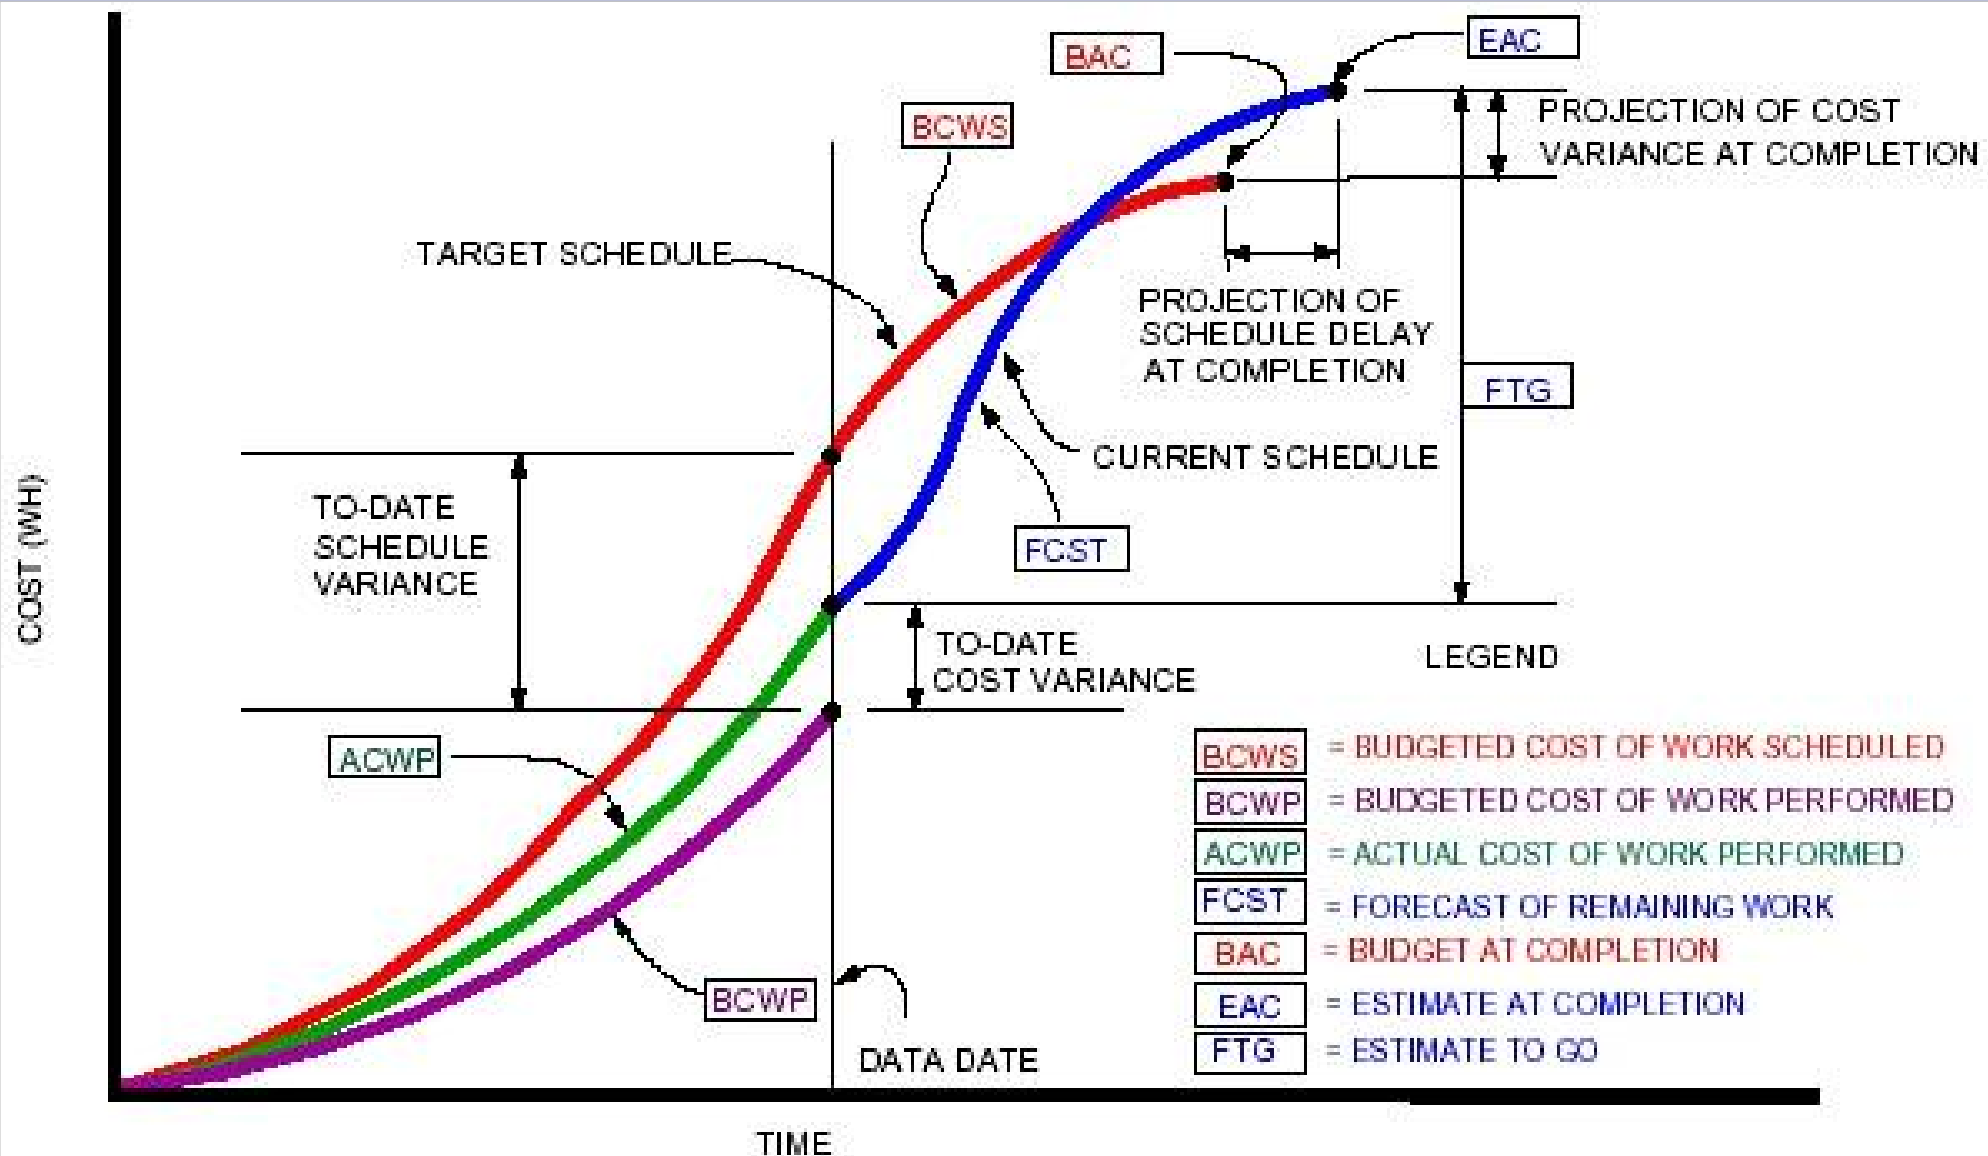 EAC
BAC
PROJECTION OF COST
VARIANCE AT COMPLETION
BCWS
TARGET SCHEDULE
PROJECTION OF
SCHEDULE DELAY
AT COMPLETION
FTG
CURRENT SCHEDULE
TO-DATE
SCHEDULE
VARIANCE
FCST
COST (WH)
TO-DATE
COST VARIANCE
LEGEND
ACWP
BCWS = BUDGETED COST OF WORK SCHEDULED
BCWP = BUDGETED COST OF WORK PERFORMED
ACWP = ACTUAL COST OF WORK PERFORMED
FCST = FORECAST OF REMAINING WORK
BAC = BUDGET AT COMPLETION
EAC = ESTIMATE AT COMPLETION
FTG = ESTIMATE TO GO
BCWP
DATA DATE
TIME